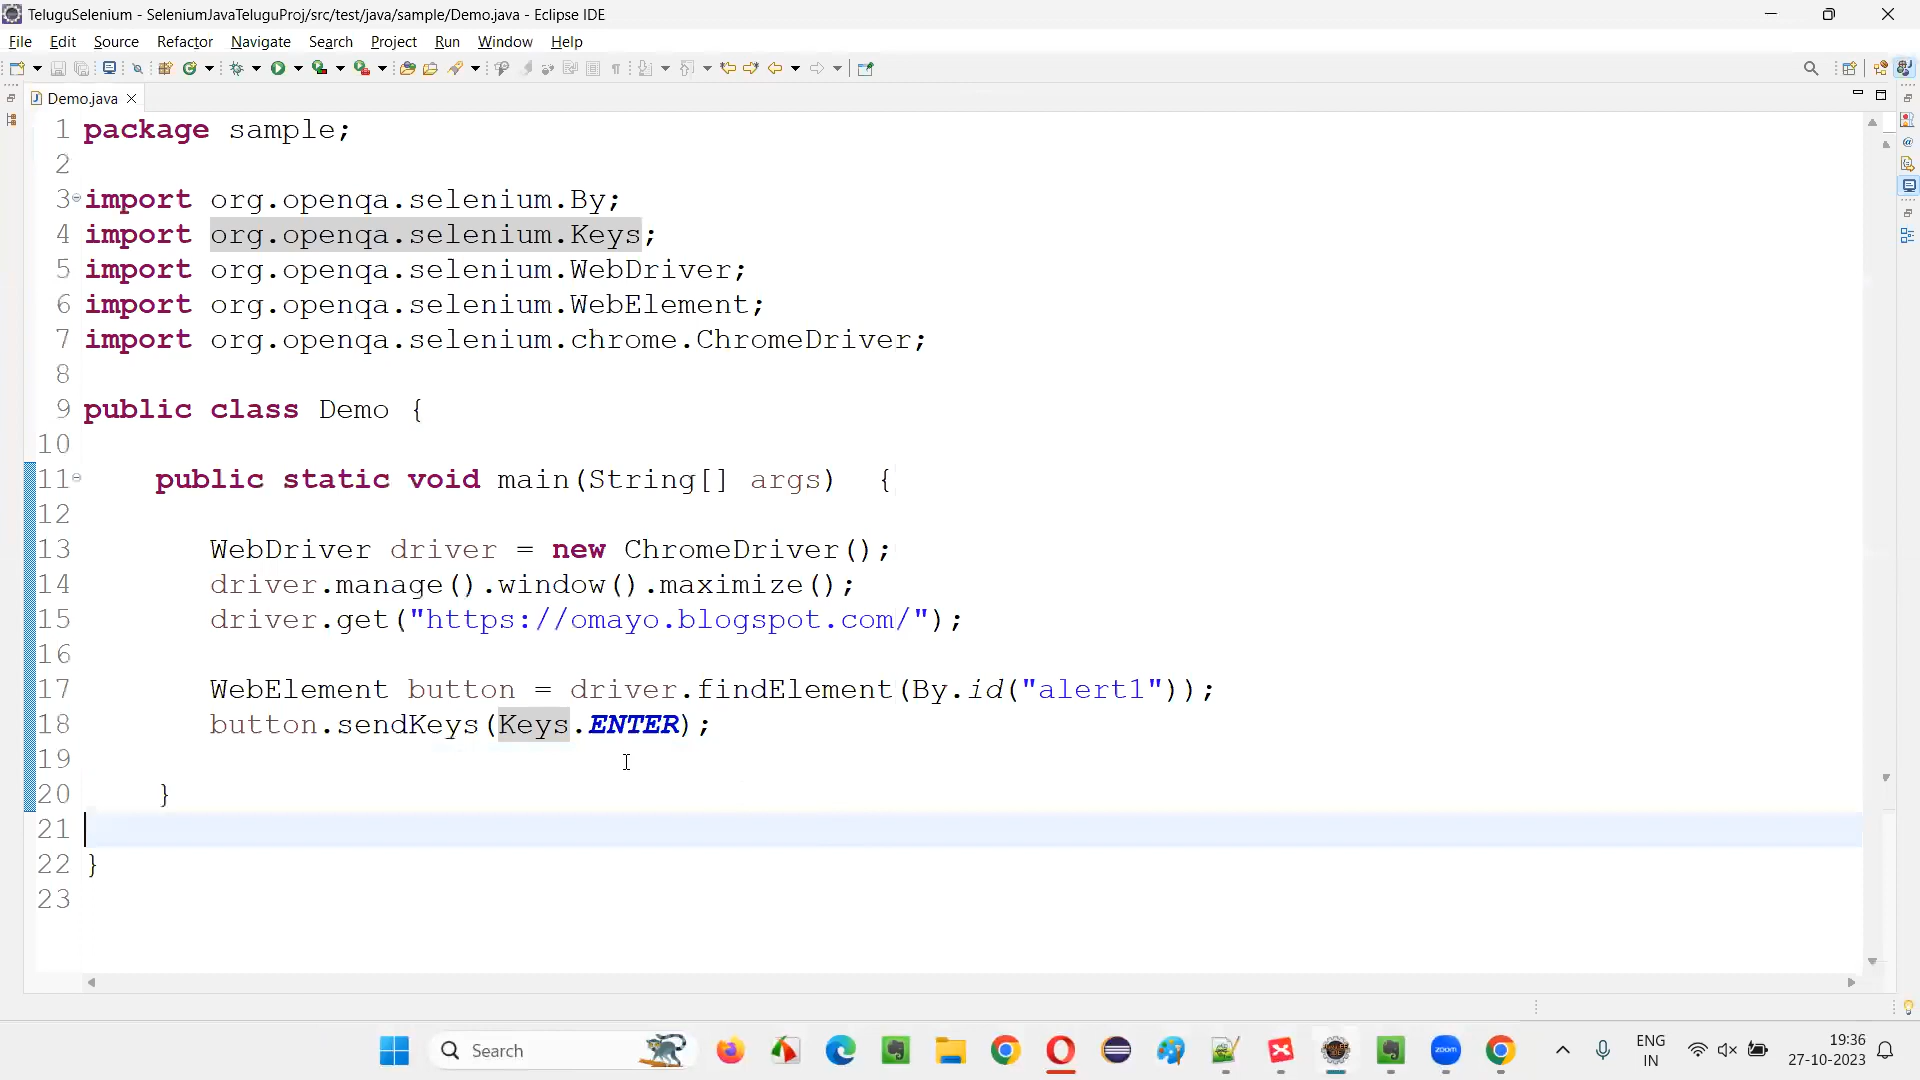 TeluguSelenium - SeleniumJavaTeluguProj/src/test/java/sample/Demo.java - Eclipse IDE
File Edit Source Refactor Navigate Search Project Run Window Help
Demo.java
1 package sample;
2
3 import org.openqa.selenium.By;
4 import org.openqa.selenium.Keys;
5 import org.openqa.selenium.WebDriver;
6 import org.openqa.selenium.WebElement;
7 import org.openqa.selenium.chrome.ChromeDriver;
8
9 public class Demo {
10
11 public static void main(String[] args) {
12
13 WebDriver driver = new ChromeDriver();
14 driver.manage().window().maximize();
15 driver.get("https://omayo.blogspot.com/");
16
17 WebElement button = driver.findElement(By.id("alert1"));
18 button.sendKeys(Keys.ENTER);
19
20 }
21
22 }
23
Search
zoom
ENG
IN
19:36
27-10-2023